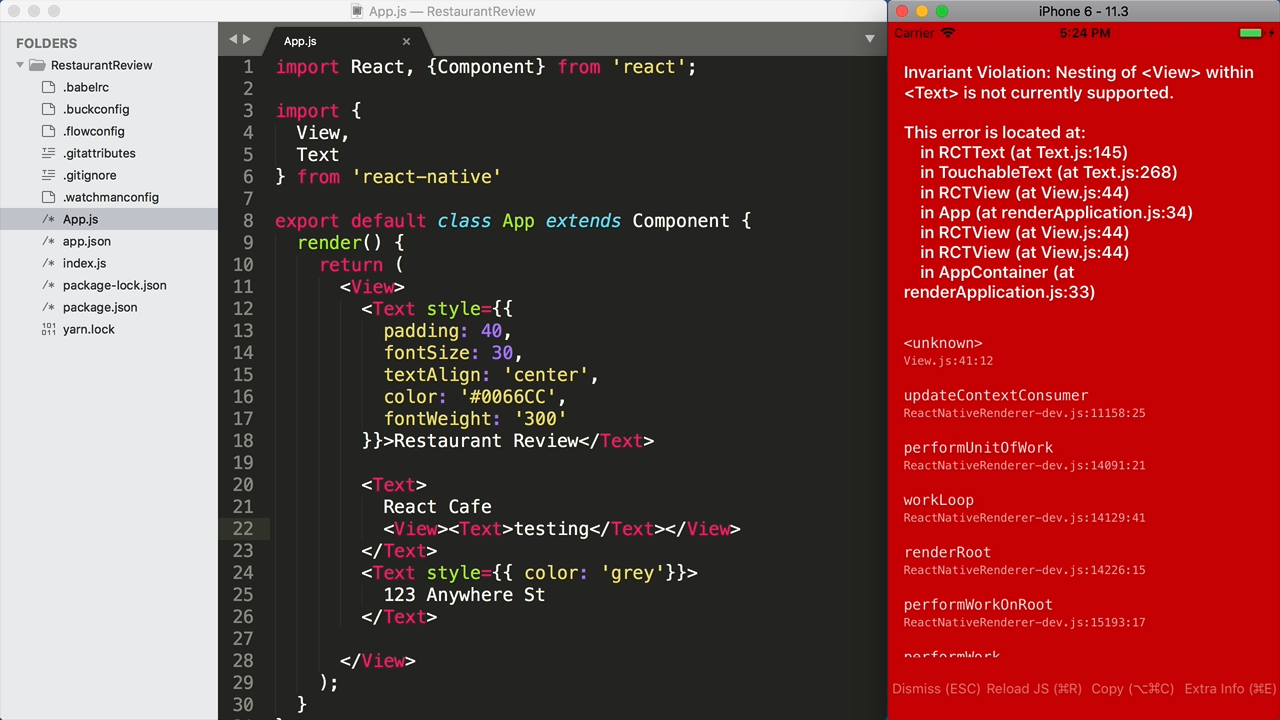 App.js — RestaurantReview
FOLDERS
RestaurantReview
.babelrc
.buckconfig
.flowconfig
.gitattributes
.gitignore
.watchmanconfig
/* App.js
/* app.json
/* index.js
/* package-lock.json
/* package.json
yarn.lock
App.js ×
1 import React, {Component} from 'react';
2
3 import {
4 View,
5 Text
6 } from 'react-native'
7
8 export default class App extends Component {
9 render() {
10 return (
11 <View>
12 <Text style={{
13 padding: 40,
14 fontSize: 30,
15 textAlign: 'center',
16 color: '#0066CC',
17 fontWeight: '300'
18 }}>Restaurant Review</Text>
19
20 <Text>
21 React Cafe
22 <View><Text>testing</Text></View>
23 </Text>
24 <Text style={{ color: 'grey'}}>
25 123 Anywhere St
26 </Text>
27
28 </View>
29 );
30 }
iPhone 6 - 11.3
Carrier 5:24 PM
Invariant Violation: Nesting of <View> within
<Text> is not currently supported.
This error is located at:
in RCTText (at Text.js:145)
in TouchableText (at Text.js:268)
in RCTView (at View.js:44)
in App (at renderApplication.js:34)
in RCTView (at View.js:44)
in RCTView (at View.js:44)
in AppContainer (at
renderApplication.js:33)
<unknown>
View.js:41:12
updateContextConsumer
ReactNativeRenderer-dev.js:11158:25
performUnitOfWork
ReactNativeRenderer-dev.js:14091:21
workLoop
ReactNativeRenderer-dev.js:14129:41
renderRoot
ReactNativeRenderer-dev.js:14226:15
performWorkOnRoot
ReactNativeRenderer-dev.js:15193:17
performWork
Dismiss (ESC) Reload JS (⌘R) Copy (⌥⌘C) Extra Info (⌘E)